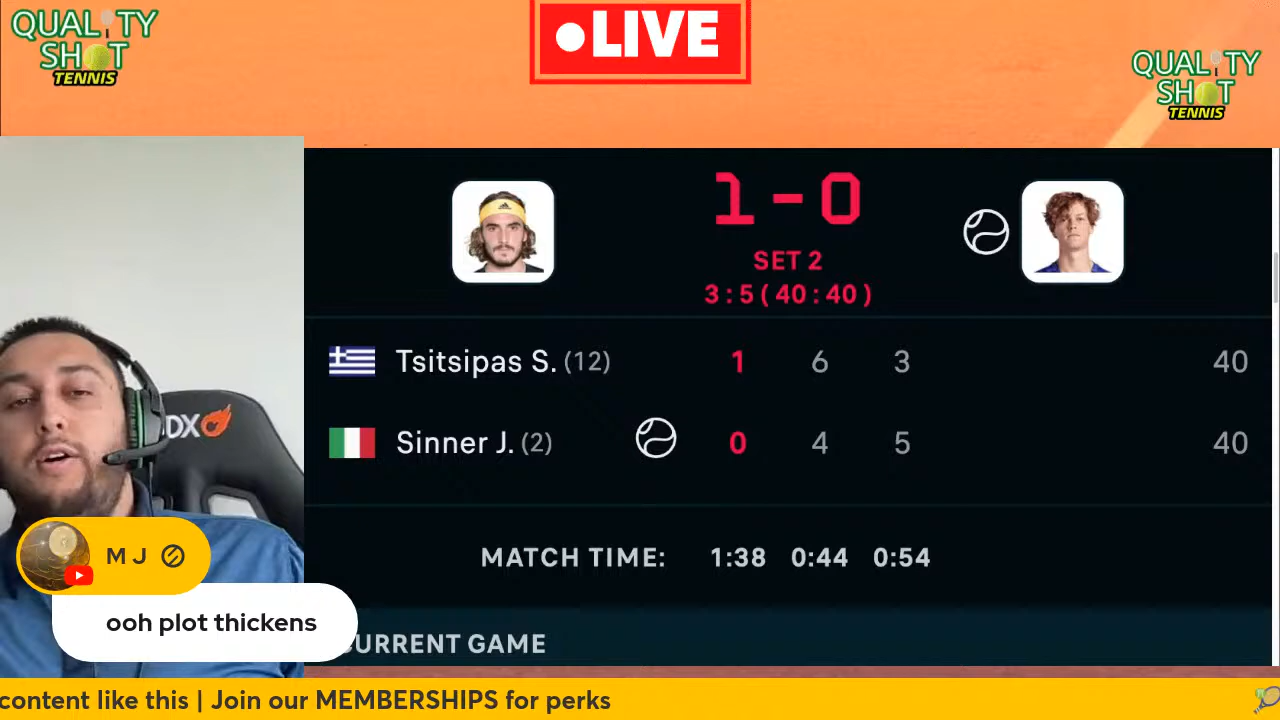 QUALITY
SHOT
TENNIS
LIVE
QUALITY
SHOT
TENNIS
1 - 0
SET 2
3 : 5 ( 40 : 40 )
Tsitsipas S. (12) 1 6 3 40
Sinner J. (2) 0 4 5 40
MATCH TIME: 1:38 0:44 0:54
DX
M J
ooh plot thickens
CURRENT GAME
content like this | Join our MEMBERSHIPS for perks